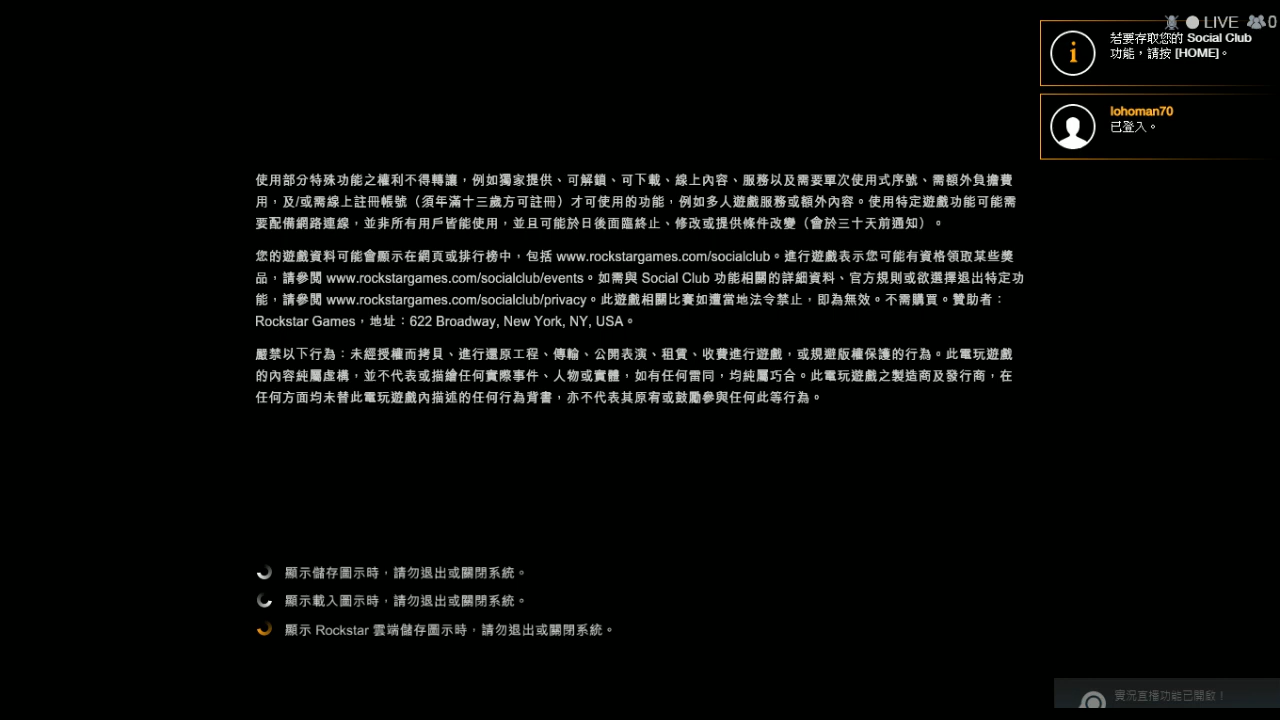 LIVE 0
若要存取您的 Social Club
功能，請按 [HOME]。
lohoman70
已登入。
使用部分特殊功能之權利不得轉讓，例如獨家提供、可解鎖、可下載、線上內容、服務以及需要單次使用式序號、需額外負擔費
用，及/或需線上註冊帳號（須年滿十三歲方可註冊）才可使用的功能，例如多人遊戲服務或額外內容。使用特定遊戲功能可能需
要配備網路連線，並非所有用戶皆能使用，並且可能於日後面臨終止、修改或提供條件改變（會於三十天前通知）。
您的遊戲資料可能會顯示在網頁或排行榜中，包括 www.rockstargames.com/socialclub。進行遊戲表示您可能有資格領取某些獎
品，請參閱 www.rockstargames.com/socialclub/events。如需與 Social Club 功能相關的詳細資料、官方規則或欲選擇退出特定功
能，請參閱 www.rockstargames.com/socialclub/privacy。此遊戲相關比賽如遭當地法令禁止，即為無效。不需購買。贊助者：
Rockstar Games，地址：622 Broadway, New York, NY, USA。
嚴禁以下行為：未經授權而拷貝、進行還原工程、傳輸、公開表演、租賃、收費進行遊戲，或規避版權保護的行為。此電玩遊戲
的內容純屬虛構，並不代表或描繪任何實際事件、人物或實體，如有任何雷同，均純屬巧合。此電玩遊戲之製造商及發行商，在
任何方面均未替此電玩遊戲內描述的任何行為背書，亦不代表其原宥或鼓勵參與任何此等行為。
顯示儲存圖示時，請勿退出或關閉系統。
顯示載入圖示時，請勿退出或關閉系統。
顯示 Rockstar 雲端儲存圖示時，請勿退出或關閉系統。
實況直播功能已開啟！